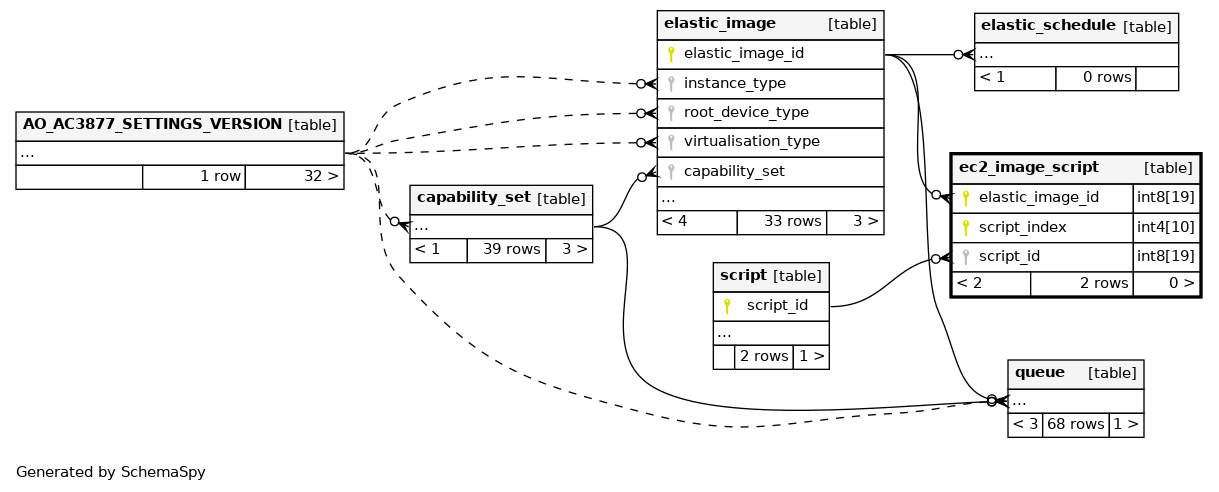 AO_AC3877_SETTINGS_VERSION [table]
...
1 row 32 >
capability_set [table]
...
< 1 39 rows 3 >
elastic_image [table]
elastic_image_id
instance_type
root_device_type
virtualisation_type
capability_set
...
< 4 33 rows 3 >
script [table]
script_id
...
2 rows 1 >
elastic_schedule [table]
...
< 1 0 rows
ec2_image_script [table]
elastic_image_id int8[19]
script_index int4[10]
script_id int8[19]
< 2 2 rows 0 >
queue [table]
...
< 3 68 rows 1 >
Generated by SchemaSpy